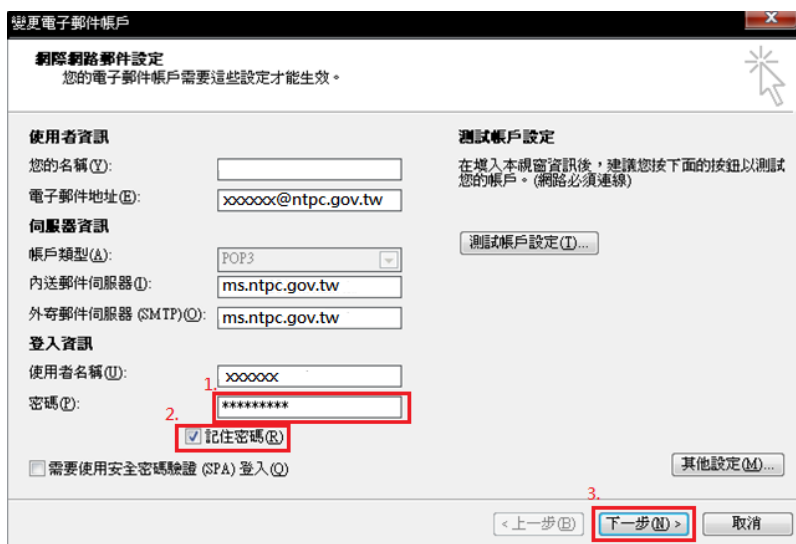 變更電子郵件帳戶
網際網路郵件設定
您的電子郵件帳戶需要這些設定才能生效。
使用者資訊
您的名稱(Y):
電子郵件地址(E): xxxxxx@ntpc.gov.tw
伺服器資訊
帳戶類型(A): POP3
內送郵件伺服器(I): ms.ntpc.gov.tw
外寄郵件伺服器 (SMTP)(O): ms.ntpc.gov.tw
登入資訊
使用者名稱(U): xxxxxx
1.
密碼(P): *********
2.
記住密碼(R)
需要使用安全密碼驗證 (SPA) 登入(Q)
測試帳戶設定
在填入本視窗資訊後，建議您按下面的按鈕以測試
您的帳戶。(網路必須連線)
測試帳戶設定(T)...
其他設定(M)...
3.
<上一步(B) 下一步(N) > 取消